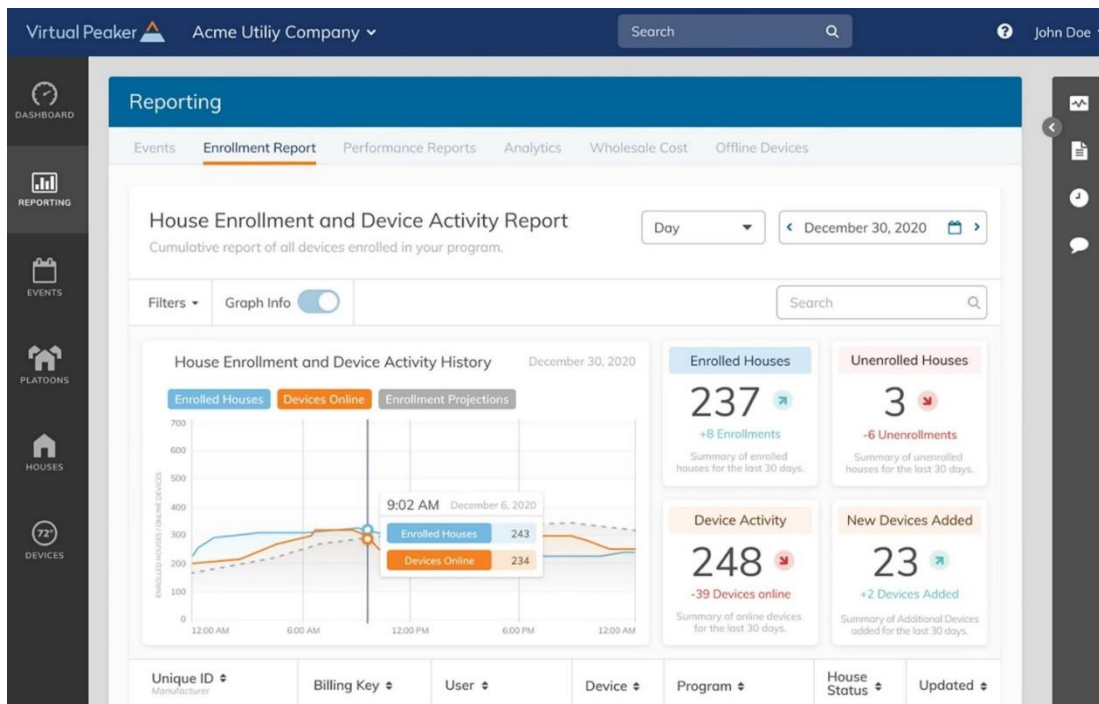 Virtual Peaker
Acme Utiliy Company
Search
?
John Doe
DASHBOARD
REPORTING
EVENTS
PLATOONS
HOUSES
72°
DEVICES
Reporting
Events Enrollment Report Performance Reports Analytics Wholesale Cost Offline Devices
House Enrollment and Device Activity Report
Cumulative report of all devices enrolled in your program.
Day
December 30, 2020
Filters
Graph Info
Search
House Enrollment and Device Activity History
December 30, 2020
Enrolled Houses Devices Online Enrollment Projections
ENROLLED HOUSES / ONLINE DEVICES
700
600
500
400
300
200
100
0
12:00 AM 6:00 AM 12:00 PM 6:00 PM 12:00 AM
9:02 AM December 6, 2020
Enrolled Houses 243
Devices Online 234
Enrolled Houses
237
+8 Enrollments
Summary of enrolled
houses for the last 30 days.
Unenrolled Houses
3
-6 Unenrollments
Summary of unenrolled
houses for the last 30 days.
Device Activity
248
-39 Devices online
Summary of online devices
for the last 30 days.
New Devices Added
23
+2 Devices Added
Summary of Additional Devices
added for the last 30 days.
Unique ID
Manufacturer
Billing Key
User
Device
Program
House
Status
Updated